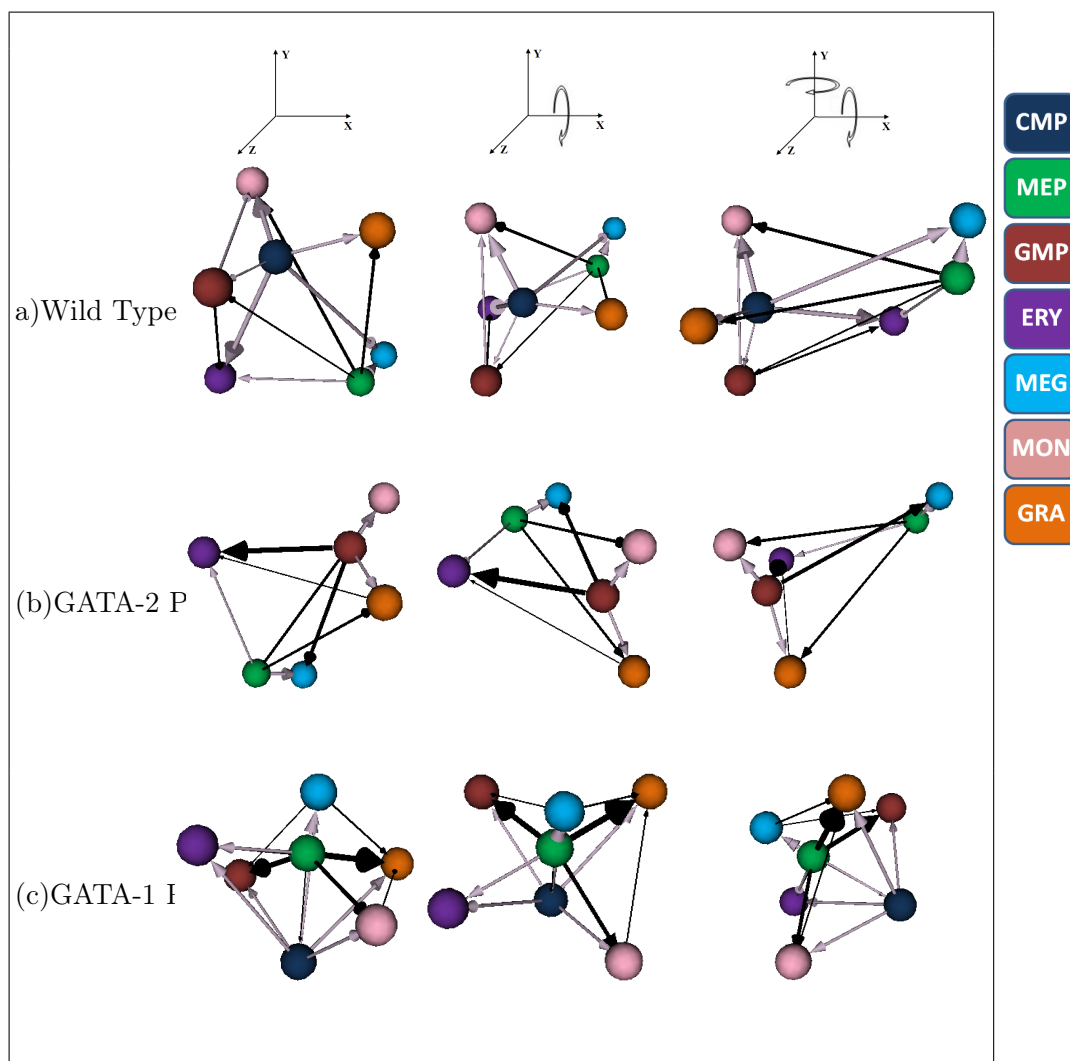 Y
X
Z
Y
X
Z
Y
X
Z
a)Wild Type
(b)GATA-2 P
(c)GATA-1
CMP
MEP
GMP
ERY
MEG
MON
GRA